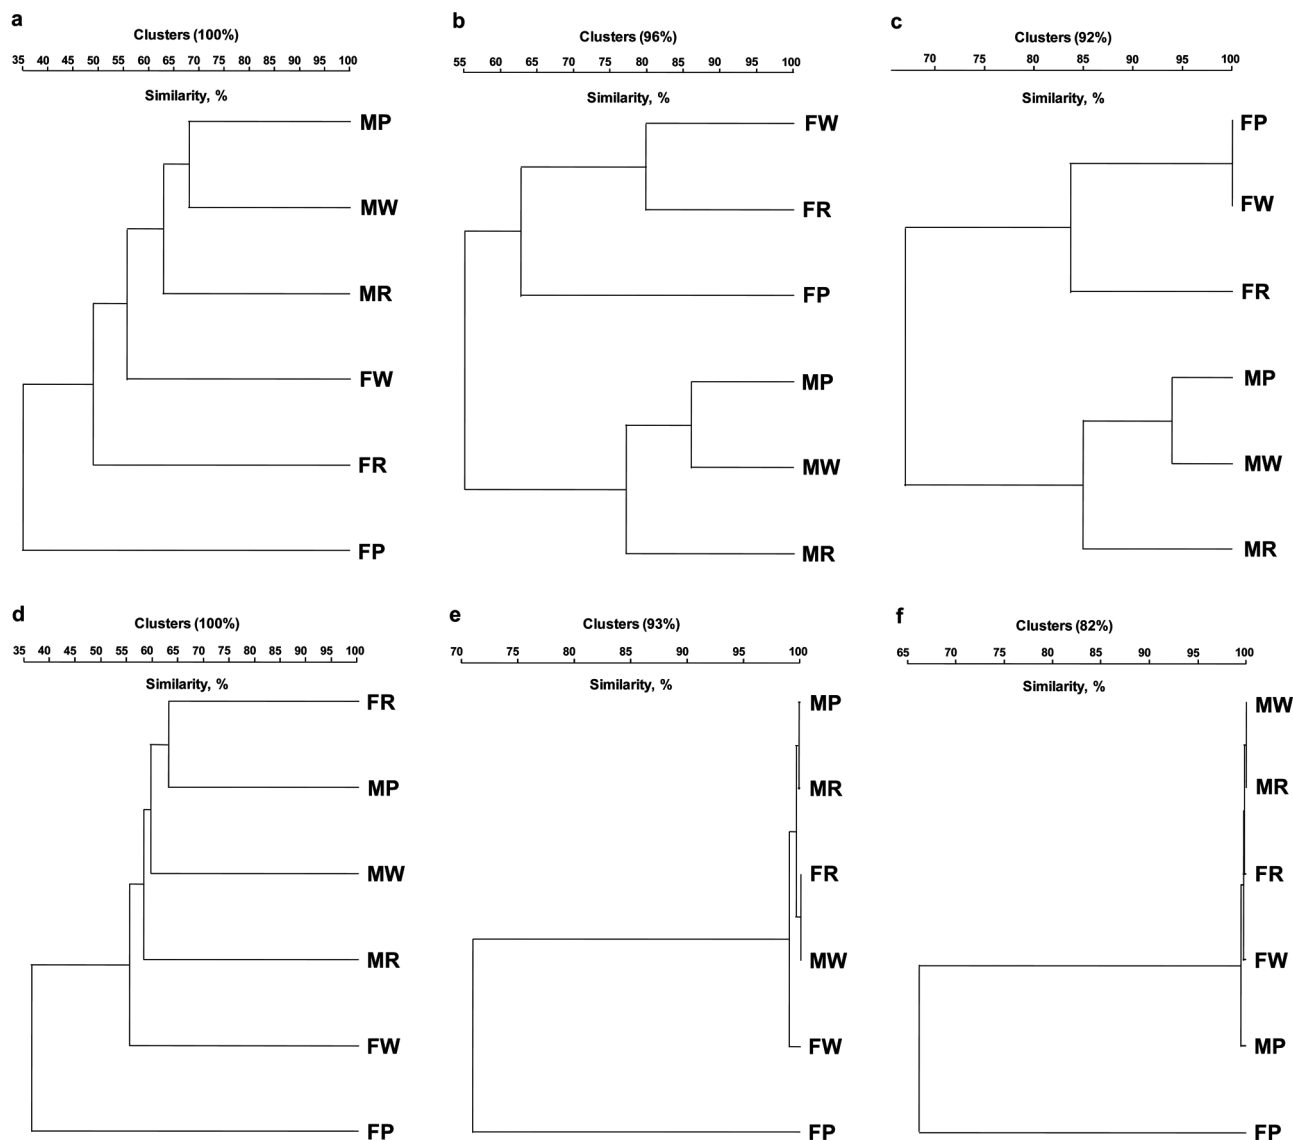 a
Clusters (100%)
35 40 45 50 55 60 65 70 75 80 85 90 95 100
Similarity, %
MP
MW
MR
FW
FR
FP
b
Clusters (96%)
55 60 65 70 75 80 85 90 95 100
Similarity, %
FW
FR
FP
MP
MW
MR
c
Clusters (92%)
70 75 80 85 90 95 100
Similarity, %
FP
FW
FR
MP
MW
MR
d
Clusters (100%)
35 40 45 50 55 60 65 70 75 80 85 90 95 100
Similarity, %
FR
MP
MW
MR
FW
FP
e
Clusters (93%)
70 75 80 85 90 95 100
Similarity, %
MP
MR
FR
MW
FW
FP
f
Clusters (82%)
65 70 75 80 85 90 95 100
Similarity, %
MW
MR
FR
FW
MP
FP